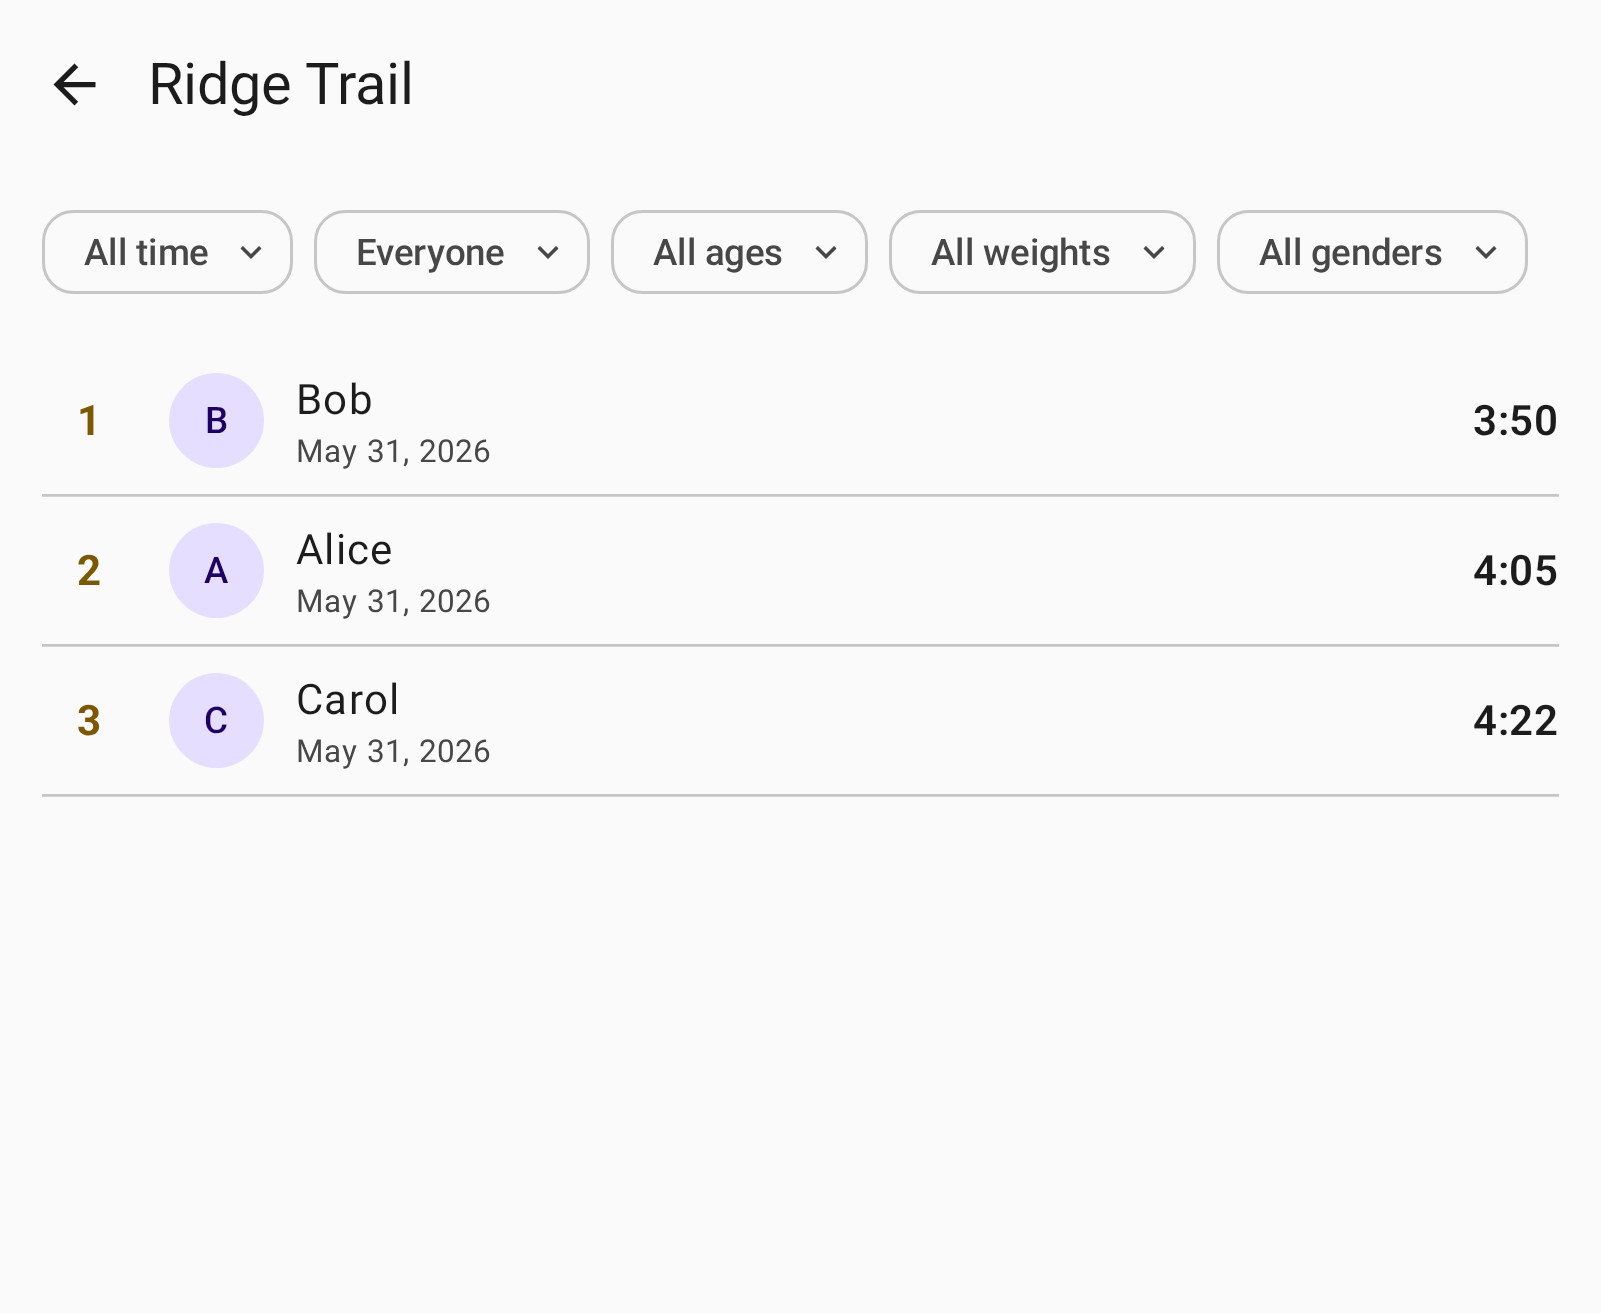 Ridge Trail
All time Everyone All ages All weights All genders
1 B Bob 3:50
May 31, 2026
2 A Alice 4:05
May 31, 2026
3 C Carol 4:22
May 31, 2026